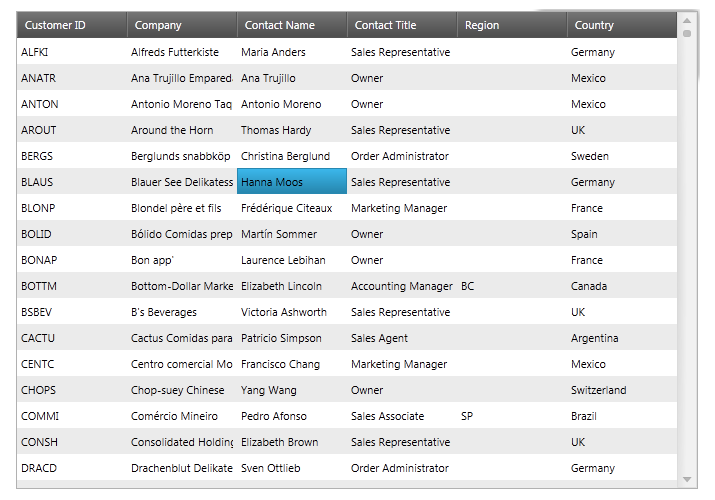 Customer ID Company Contact Name Contact Title Region Country
ALFKI Alfreds Futterkiste Maria Anders Sales Representative Germany
ANATR Ana Trujillo Empared Ana Trujillo Owner Mexico
ANTON Antonio Moreno Taq Antonio Moreno Owner Mexico
AROUT Around the Horn Thomas Hardy Sales Representative UK
BERGS Berglunds snabbköp Christina Berglund Order Administrator Sweden
BLAUS Blauer See Delikatess Hanna Moos Sales Representative Germany
BLONP Blondel père et fils Frédérique Citeaux Marketing Manager France
BOLID Bólido Comidas prep Martín Sommer Owner Spain
BONAP Bon app' Laurence Lebihan Owner France
BOTTM Bottom-Dollar Marke Elizabeth Lincoln Accounting Manager BC Canada
BSBEV B's Beverages Victoria Ashworth Sales Representative UK
CACTU Cactus Comidas para Patricio Simpson Sales Agent Argentina
CENTC Centro comercial Mo Francisco Chang Marketing Manager Mexico
CHOPS Chop-suey Chinese Yang Wang Owner Switzerland
COMMI Comércio Mineiro Pedro Afonso Sales Associate SP Brazil
CONSH Consolidated Holding Elizabeth Brown Sales Representative UK
DRACD Drachenblut Delikate Sven Ottlieb Order Administrator Germany